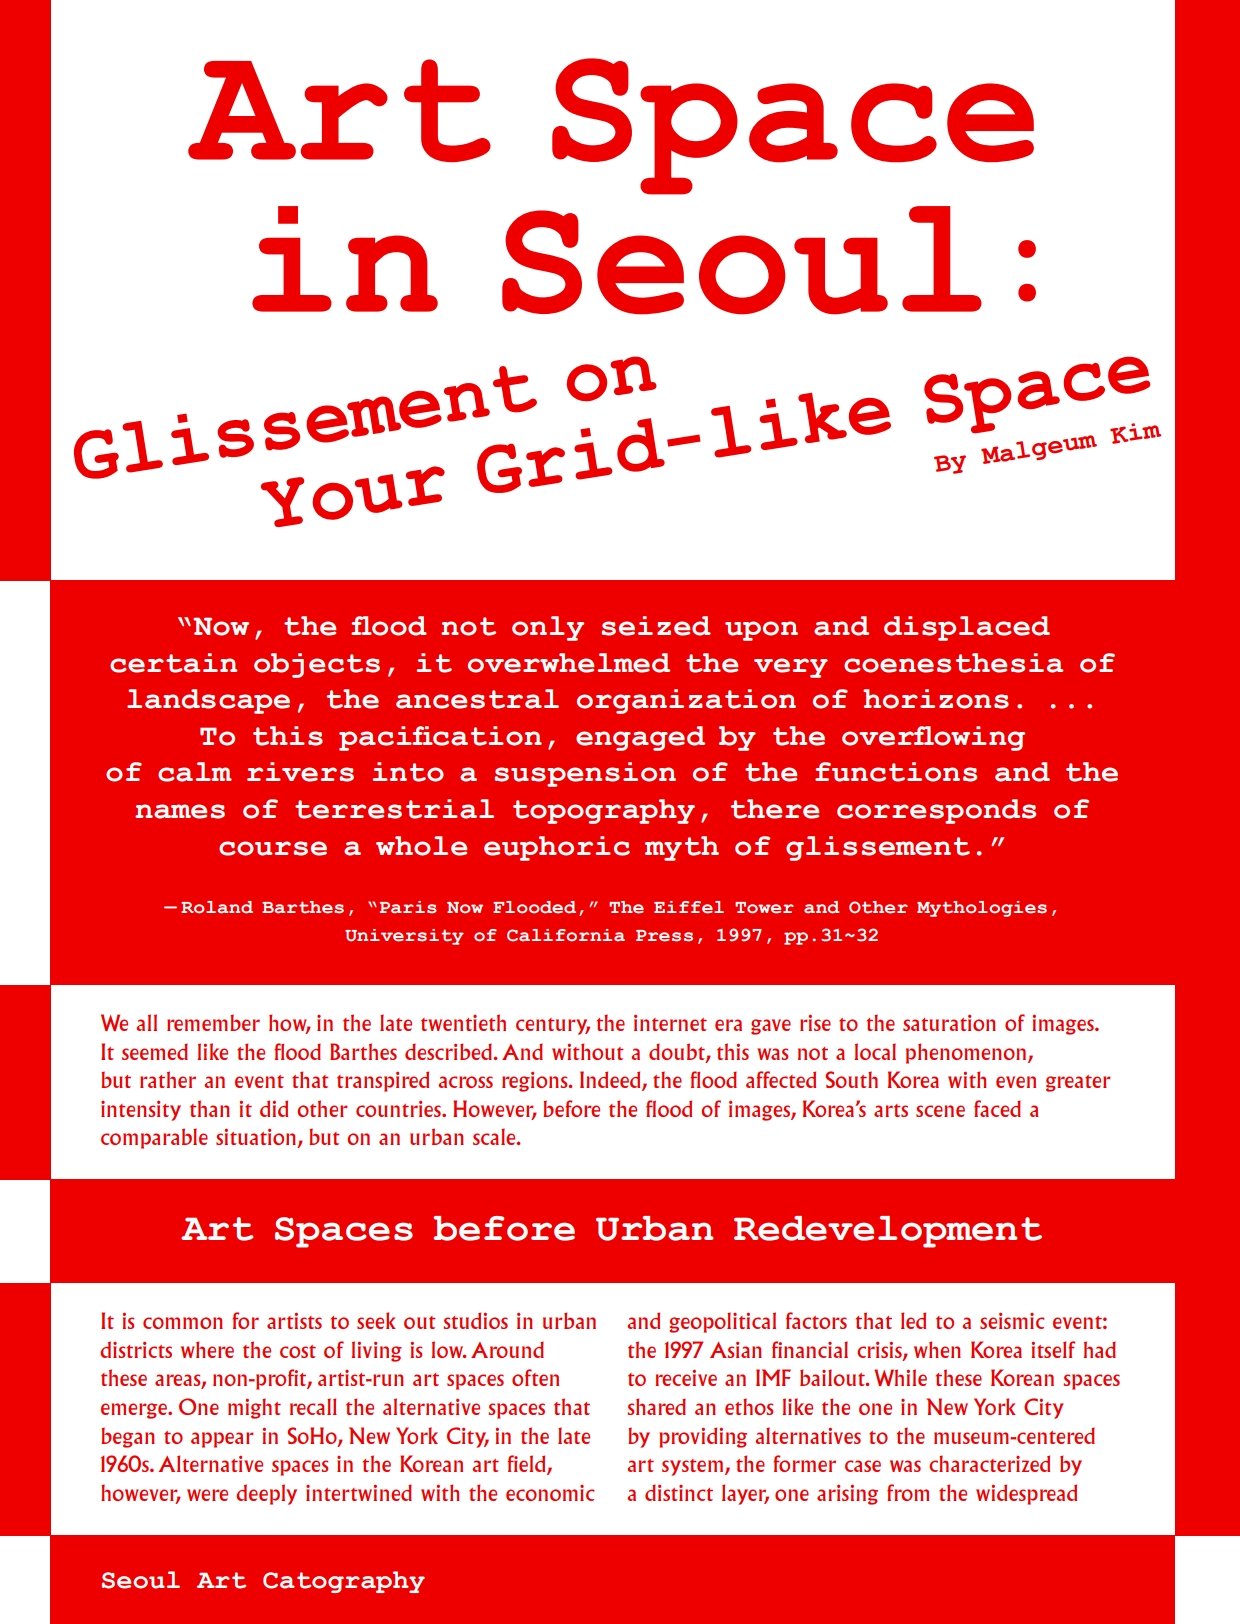 Art Space
in Seoul:
Glissement on
Your Grid-like Space
By Malgeum Kim
“Now, the flood not only seized upon and displaced
certain objects, it overwhelmed the very coenesthesia of
landscape, the ancestral organization of horizons. ...
To this pacification, engaged by the overflowing
of calm rivers into a suspension of the functions and the
names of terrestrial topography, there corresponds of
course a whole euphoric myth of glissement.”
—Roland Barthes, “Paris Now Flooded,” The Eiffel Tower and Other Mythologies,
University of California Press, 1997, pp.31~32
We all remember how, in the late twentieth century, the internet era gave rise to the saturation of images.
It seemed like the flood Barthes described. And without a doubt, this was not a local phenomenon,
but rather an event that transpired across regions. Indeed, the flood affected South Korea with even greater
intensity than it did other countries. However, before the flood of images, Korea’s arts scene faced a
comparable situation, but on an urban scale.
Art Spaces before Urban Redevelopment
It is common for artists to seek out studios in urban
districts where the cost of living is low. Around
these areas, non-profit, artist-run art spaces often
emerge. One might recall the alternative spaces that
began to appear in SoHo, New York City, in the late
1960s. Alternative spaces in the Korean art field,
however, were deeply intertwined with the economic
and geopolitical factors that led to a seismic event:
the 1997 Asian financial crisis, when Korea itself had
to receive an IMF bailout. While these Korean spaces
shared an ethos like the one in New York City
by providing alternatives to the museum-centered
art system, the former case was characterized by
a distinct layer, one arising from the widespread
Seoul Art Catography